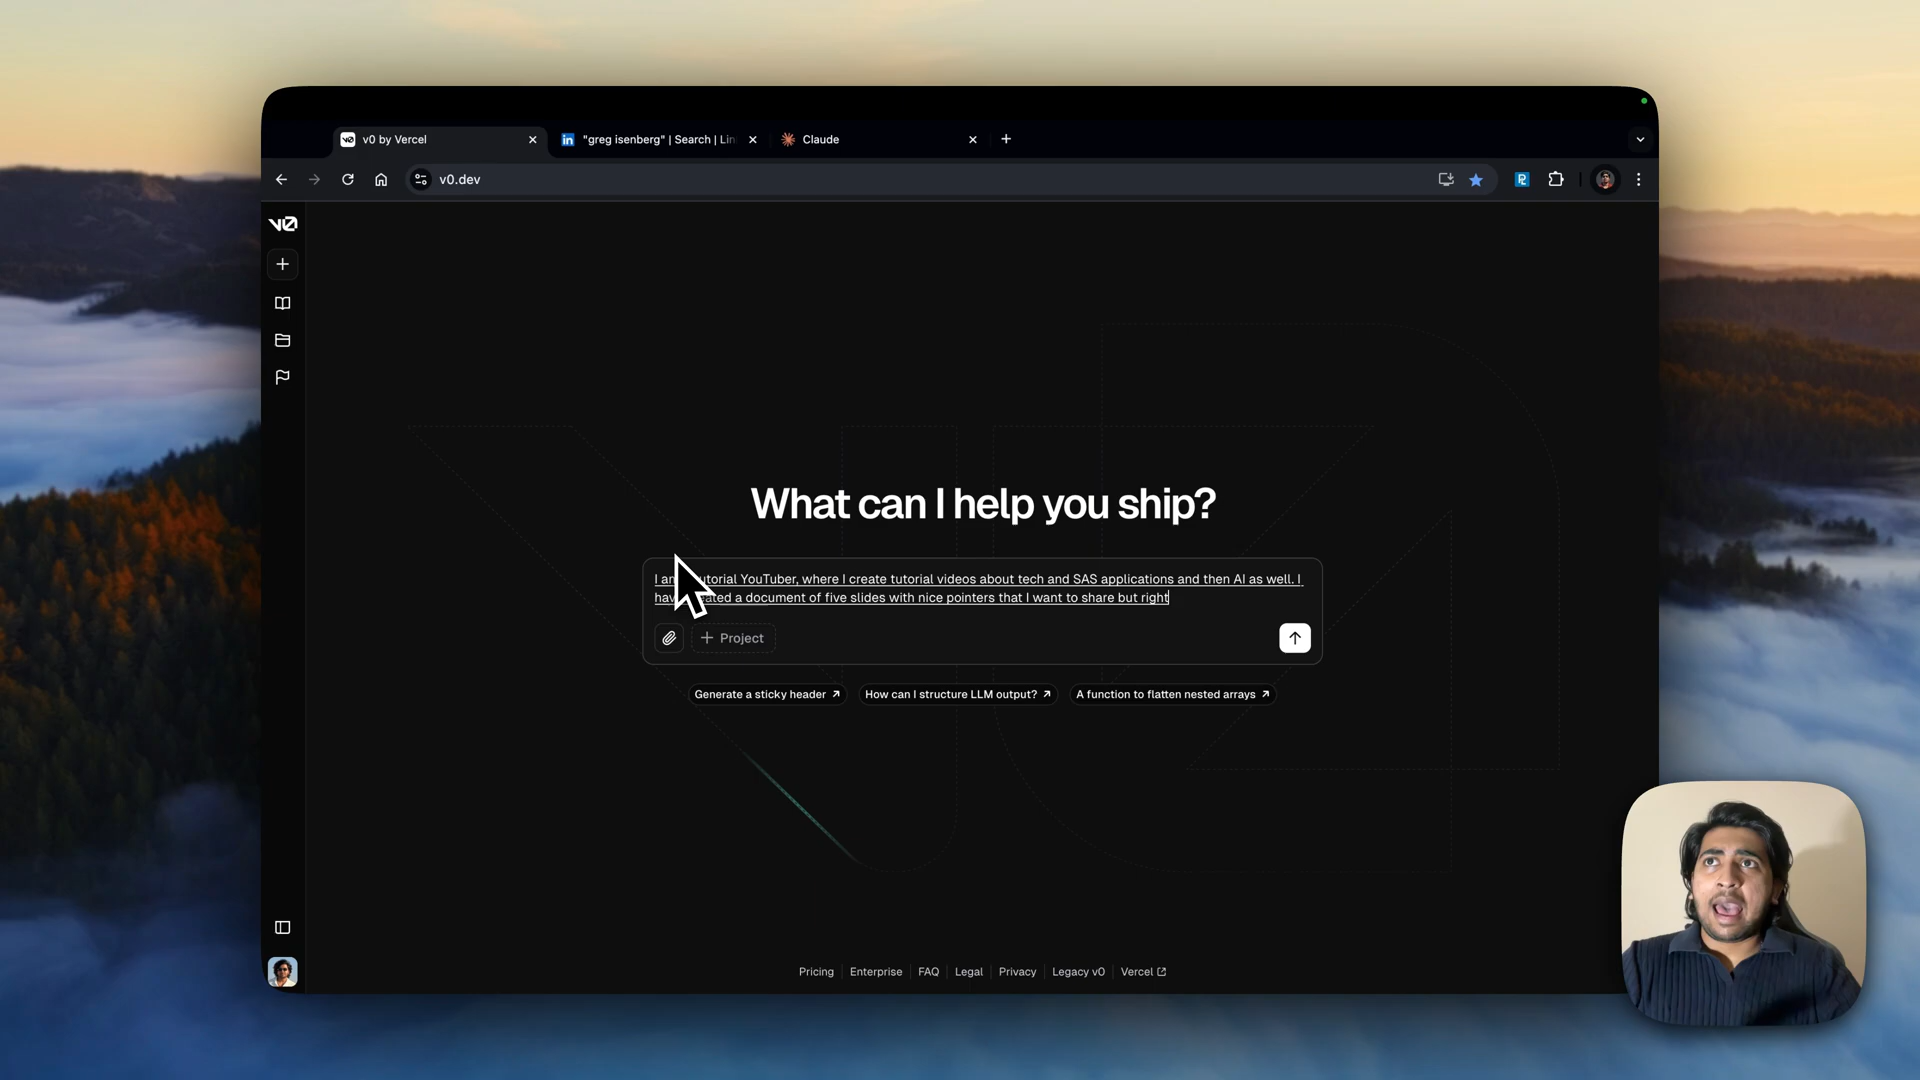 v0 by Vercel
"greg isenberg" | Search | Lin
Claude
v0.dev
v0
What can I help you ship?
I am tutorial YouTuber, where I create tutorial videos about tech and SAS applications and then AI as well. I
document of five slides with nice pointers that I want to share but right
Project
Generate a sticky header
How can I structure LLM output?
A function to flatten nested arrays
Pricing
Enterprise
FAQ
Legal
Privacy
Legacy v0
Vercel